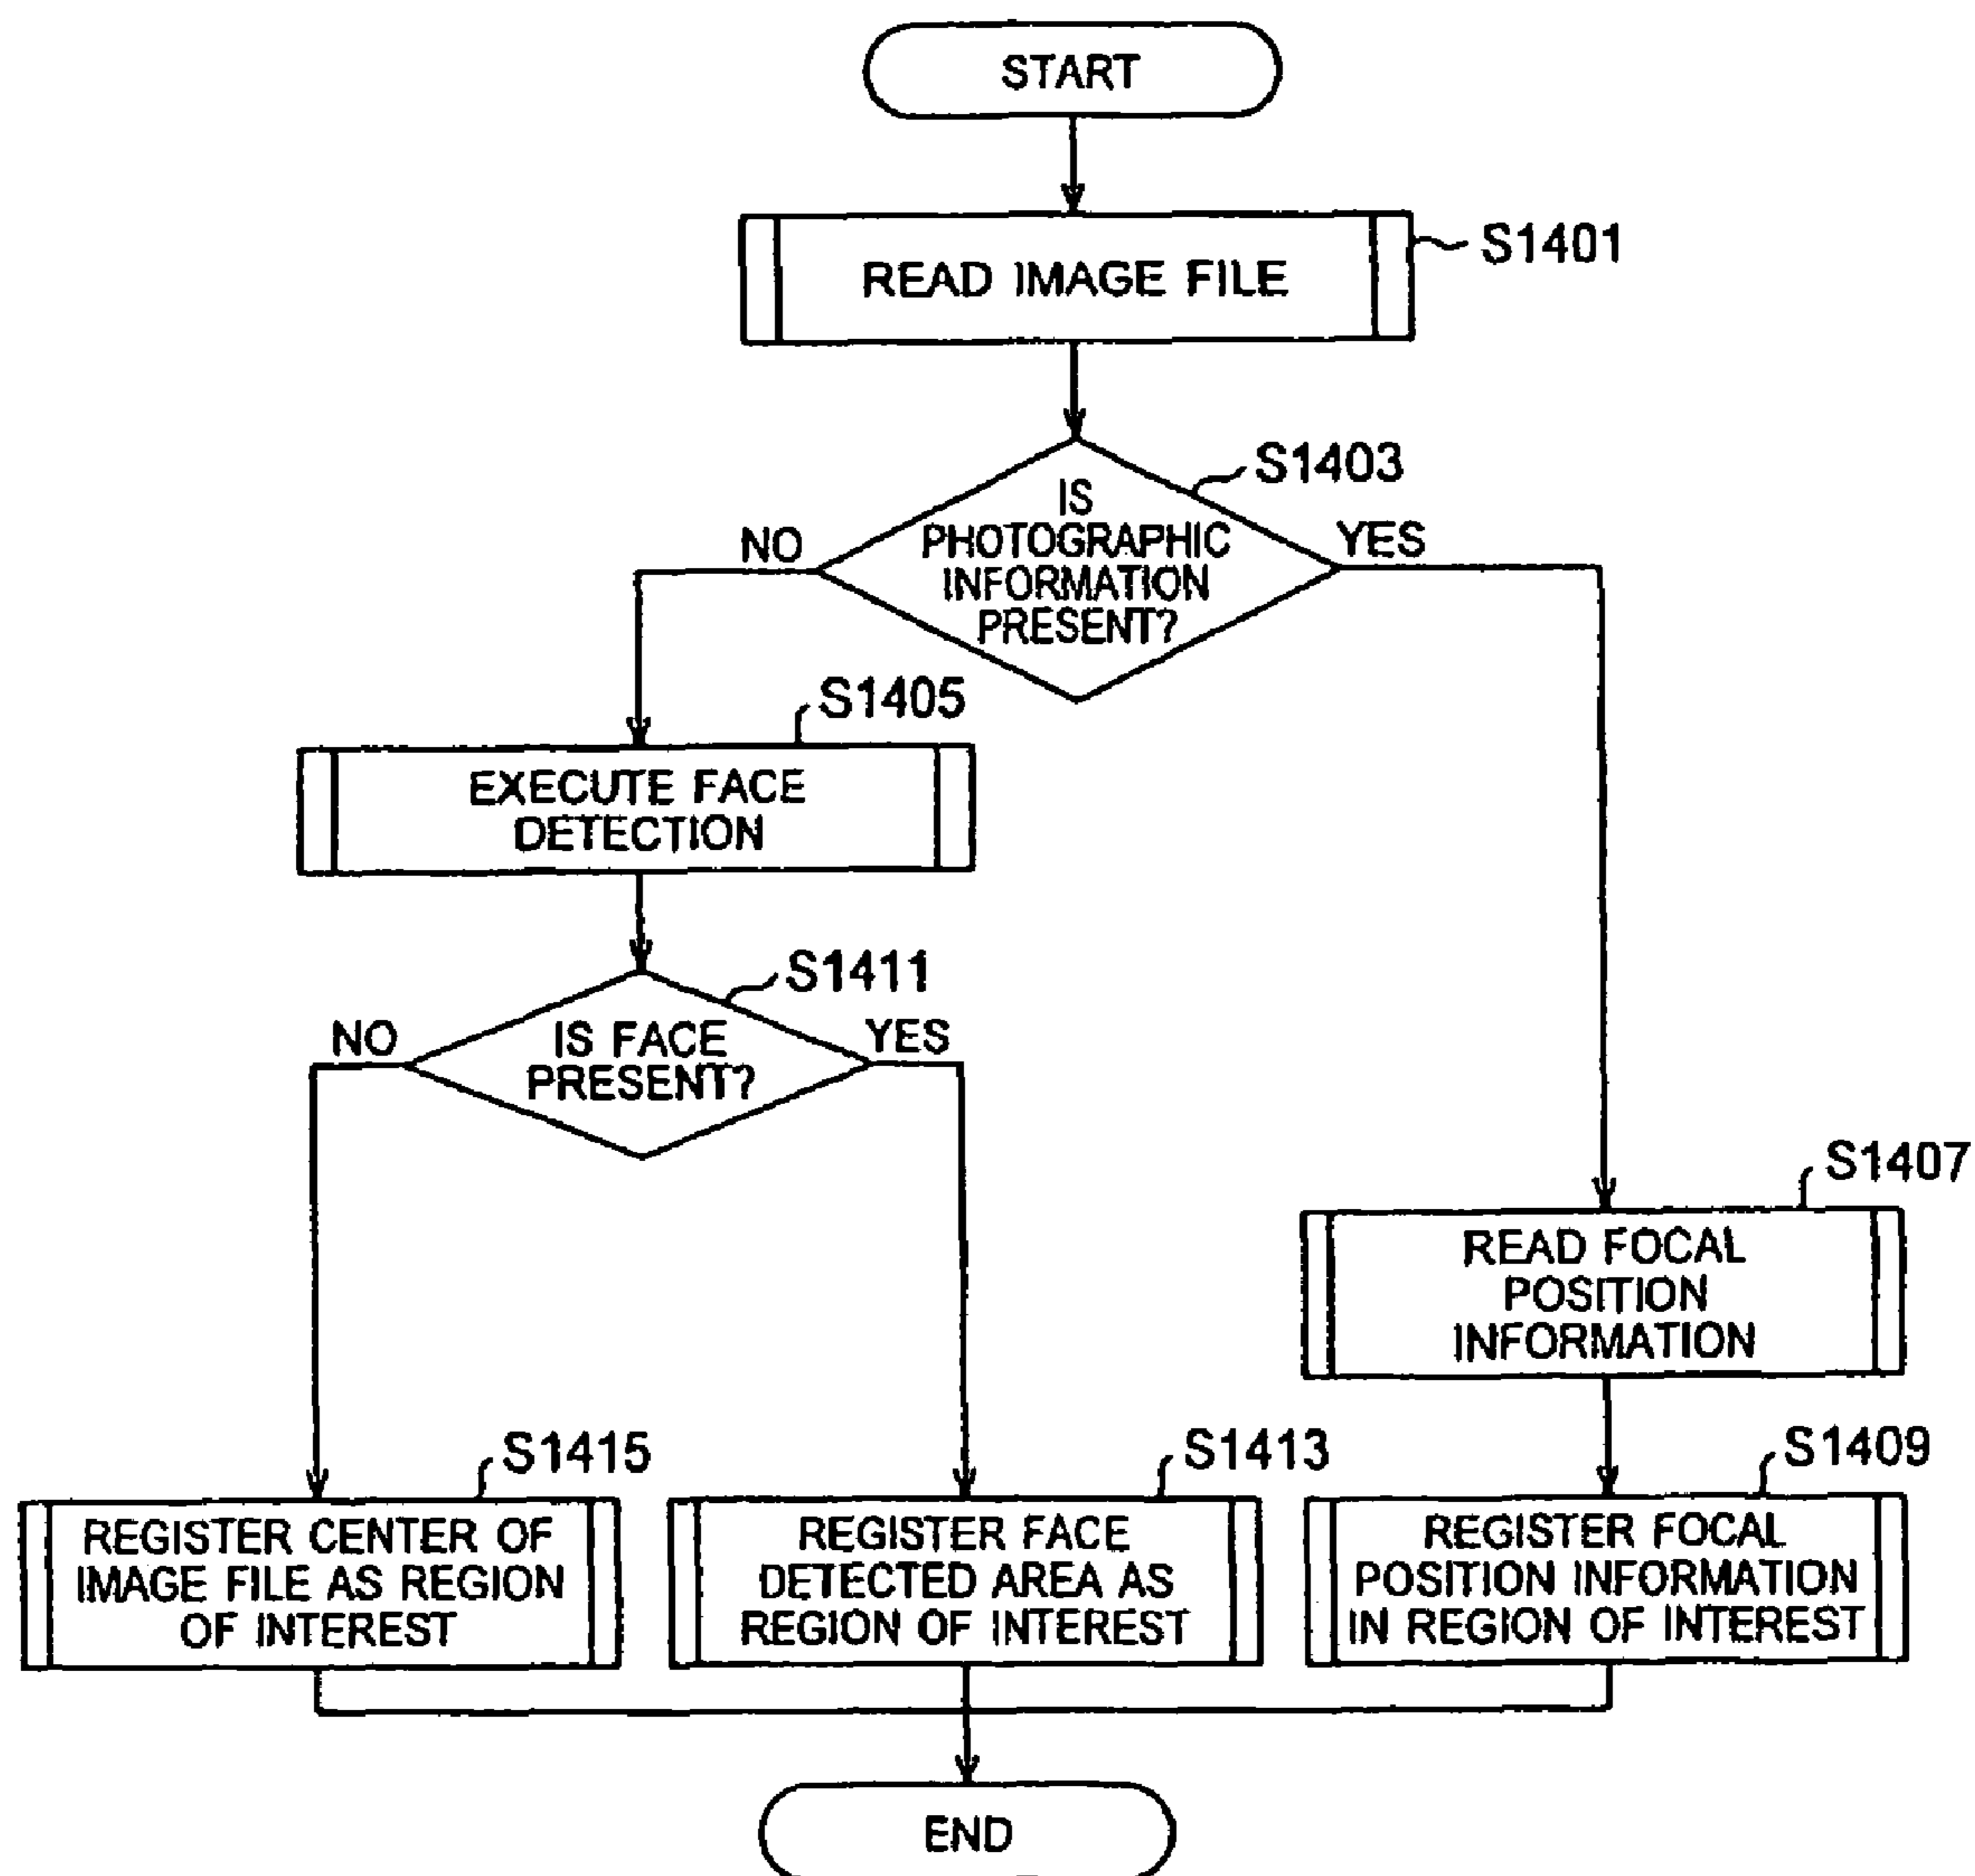 START
READ IMAGE FILE
S1401
S1403
IS
PHOTOGRAPHIC
INFORMATION
PRESENT?
NO
YES
S1405
EXECUTE FACE
DETECTION
S1411
IS FACE
PRESENT?
NO
YES
S1407
READ FOCAL
POSITION
INFORMATION
S1415
REGISTER CENTER OF
IMAGE FILE AS REGION
OF INTEREST
S1413
REGISTER FACE
DETECTED AREA AS
REGION OF INTEREST
S1409
REGISTER FOCAL
POSITION INFORMATION
IN REGION OF INTEREST
END